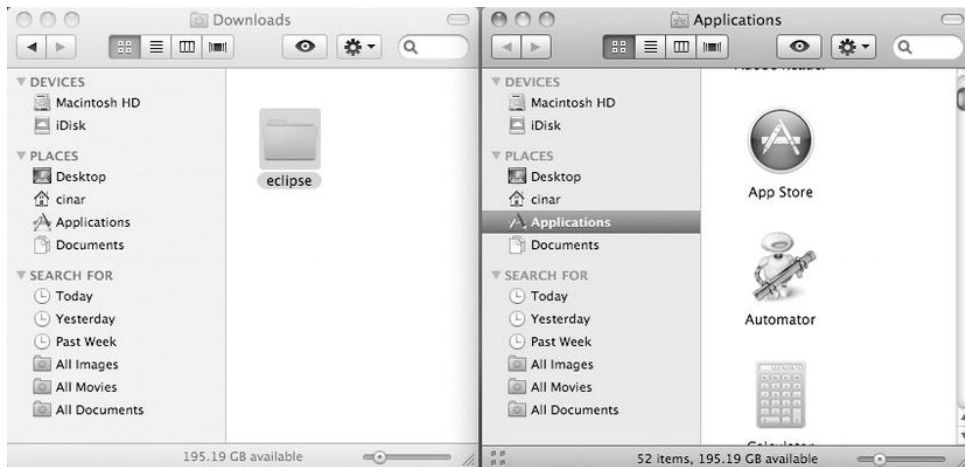 Downloads
DEVICES
Macintosh HD
iDisk
PLACES
Desktop
cinar
Applications
Documents
SEARCH FOR
Today
Yesterday
Past Week
All Images
All Movies
All Documents
eclipse
195.19 GB available
Applications
DEVICES
Macintosh HD
iDisk
PLACES
Desktop
cinar
Applications
Documents
SEARCH FOR
Today
Yesterday
Past Week
All Images
All Movies
All Documents
App Store
Automator
52 items, 195.19 GB available